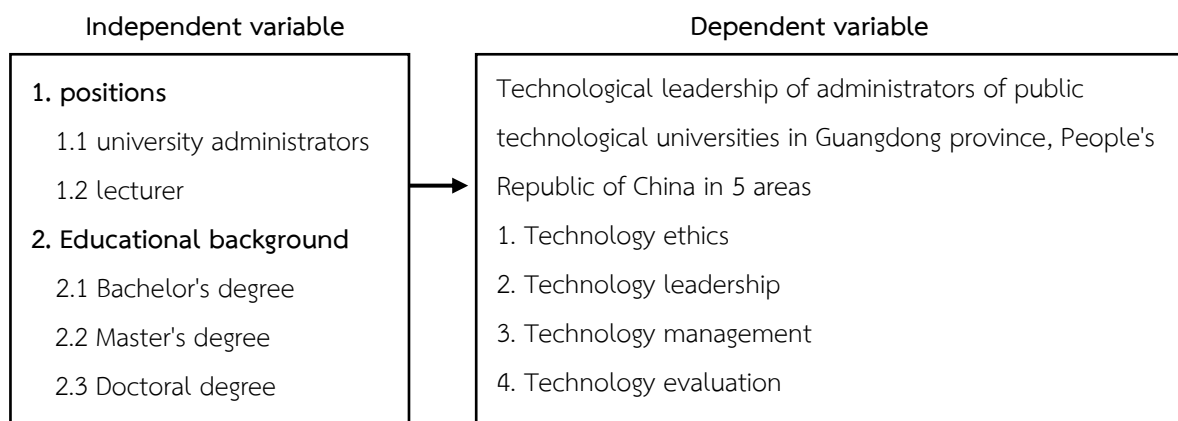 Independent variable
Dependent variable
1. positions
1.1 university administrators
1.2 lecturer
2. Educational background
2.1 Bachelor's degree
2.2 Master's degree
2.3 Doctoral degree
Technological leadership of administrators of public
technological universities in Guangdong province, People's
Republic of China in 5 areas
1. Technology ethics
2. Technology leadership
3. Technology management
4. Technology evaluation